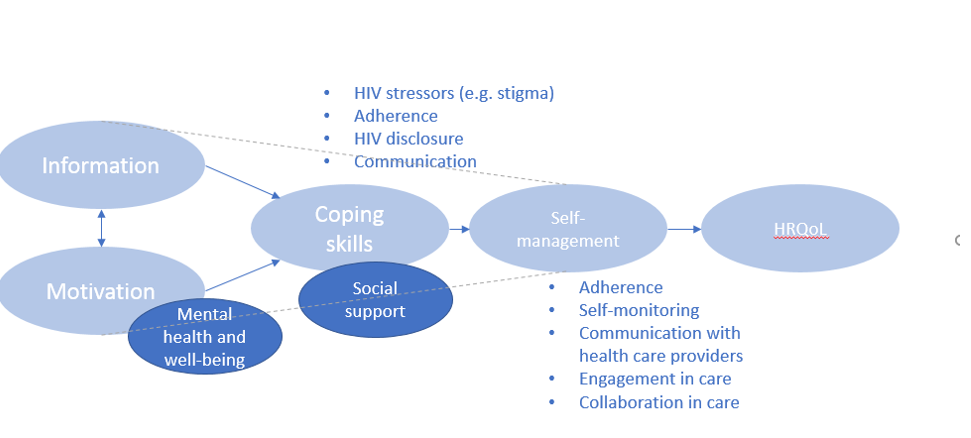 • HIV stressors (e.g. stigma)
• Adherence
• HIV disclosure
• Communication
Information
Coping
skills
Self-
management
HRQoL
Motivation
Mental
health and
well-being
Social
support
• Adherence
• Self-monitoring
• Communication with
health care providers
• Engagement in care
• Collaboration in care